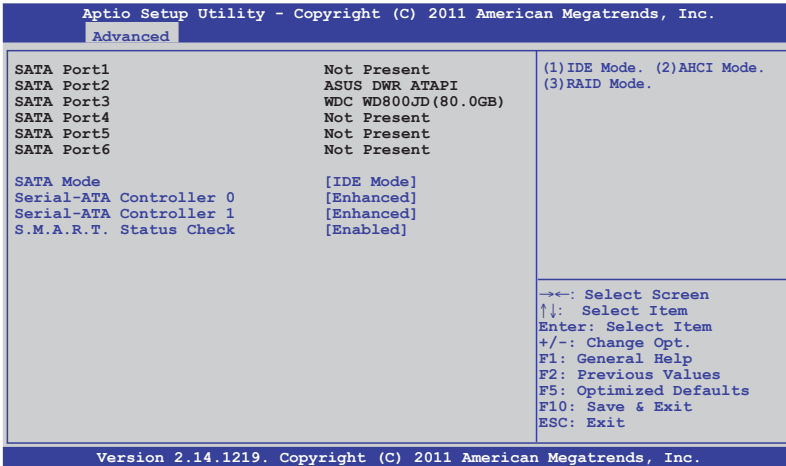 Aptio Setup Utility - Copyright (C) 2011 American Megatrends, Inc.
Advanced
SATA Port1 Not Present
SATA Port2 ASUS DWR ATAPI
SATA Port3 WDC WD800JD(80.0GB)
SATA Port4 Not Present
SATA Port5 Not Present
SATA Port6 Not Present
SATA Mode [IDE Mode]
Serial-ATA Controller 0 [Enhanced]
Serial-ATA Controller 1 [Enhanced]
S.M.A.R.T. Status Check [Enabled]
(1)IDE Mode. (2)AHCI Mode.
(3)RAID Mode.
→←: Select Screen
↑↓: Select Item
Enter: Select Item
+/-: Change Opt.
F1: General Help
F2: Previous Values
F5: Optimized Defaults
F10: Save & Exit
ESC: Exit
Version 2.14.1219. Copyright (C) 2011 American Megatrends, Inc.